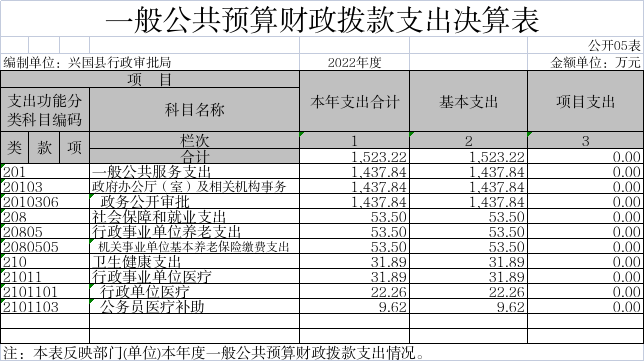 一般公共预算财政拨款支出决算表
公开05表
编制单位：兴国县行政审批局 2022年度 金额单位：万元
项 目 本年支出合计 基本支出 项目支出
支出功能分类科目编码 科目名称
类 款 项 栏次 1 2 3
合计 1,523.22 1,523.22 0.00
201 一般公共服务支出 1,437.84 1,437.84 0.00
20103 政府办公厅（室）及相关机构事务 1,437.84 1,437.84 0.00
2010306 政务公开审批 1,437.84 1,437.84 0.00
208 社会保障和就业支出 53.50 53.50 0.00
20805 行政事业单位养老支出 53.50 53.50 0.00
2080505 机关事业单位基本养老保险缴费支出 53.50 53.50 0.00
210 卫生健康支出 31.89 31.89 0.00
21011 行政事业单位医疗 31.89 31.89 0.00
2101101 行政单位医疗 22.26 22.26 0.00
2101103 公务员医疗补助 9.62 9.62 0.00
注：本表反映部门(单位)本年度一般公共预算财政拨款支出情况。